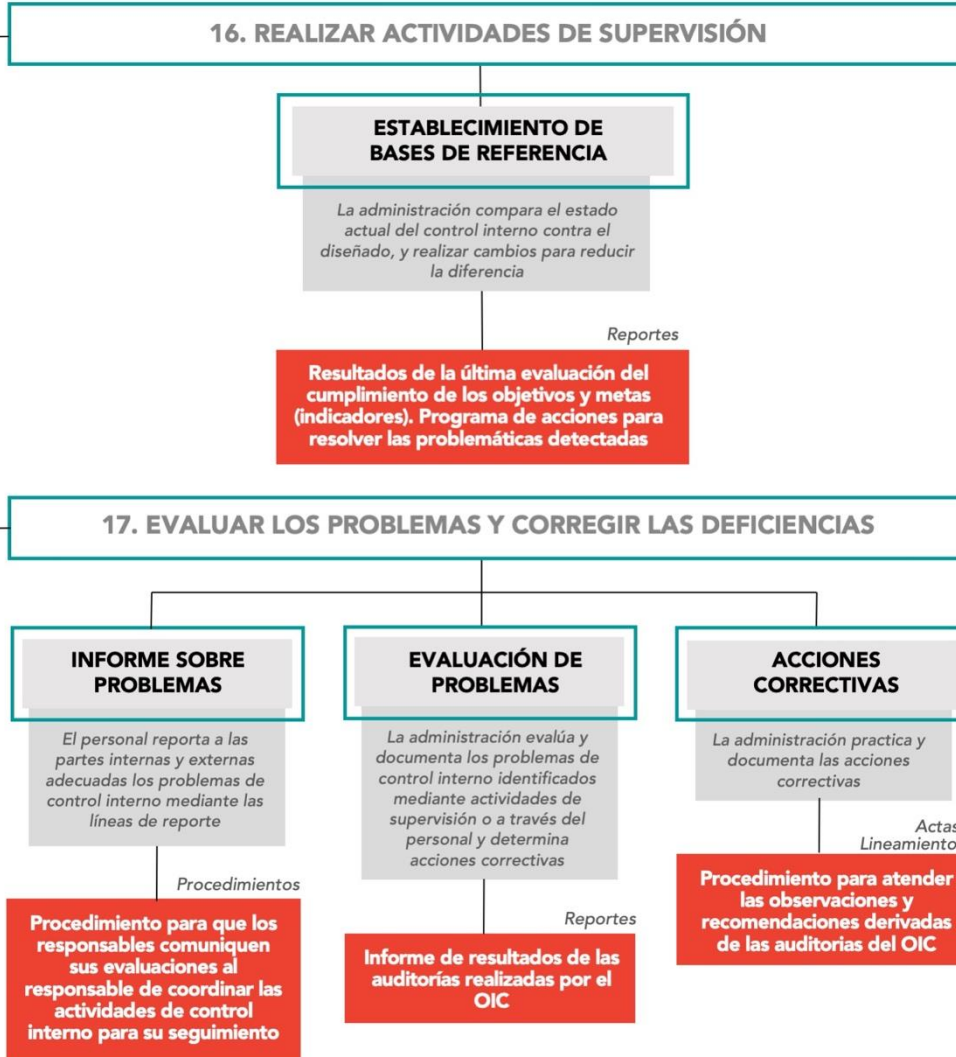 16. REALIZAR ACTIVIDADES DE SUPERVISIÓN
ESTABLECIMIENTO DE
BASES DE REFERENCIA
La administración compara el estado
actual del control interno contra el
diseñado, y realizar cambios para reducir
la diferencia
Reportes
Resultados de la última evaluación del
cumplimiento de los objetivos y metas
(indicadores). Programa de acciones para
resolver las problemáticas detectadas
17. EVALUAR LOS PROBLEMAS Y CORREGIR LAS DEFICIENCIAS
INFORME SOBRE
PROBLEMAS
El personal reporta a las
partes internas y externas
adecuadas los problemas de
control interno mediante las
líneas de reporte
Procedimientos
Procedimiento para que los
responsables comuniquen
sus evaluaciones al
responsable de coordinar las
actividades de control
interno para su seguimiento
EVALUACIÓN DE
PROBLEMAS
La administración evalúa y
documenta los problemas de
control interno identificados
mediante actividades de
supervisión o a través del
personal y determina
acciones correctivas
Reportes
Informe de resultados de las
auditorías realizadas por el
OIC
ACCIONES
CORRECTIVAS
La administración practica y
documenta las acciones
correctivas
Actas
Lineamiento
Procedimiento para atender
las observaciones y
recomendaciones derivadas
de las auditorias del OIC